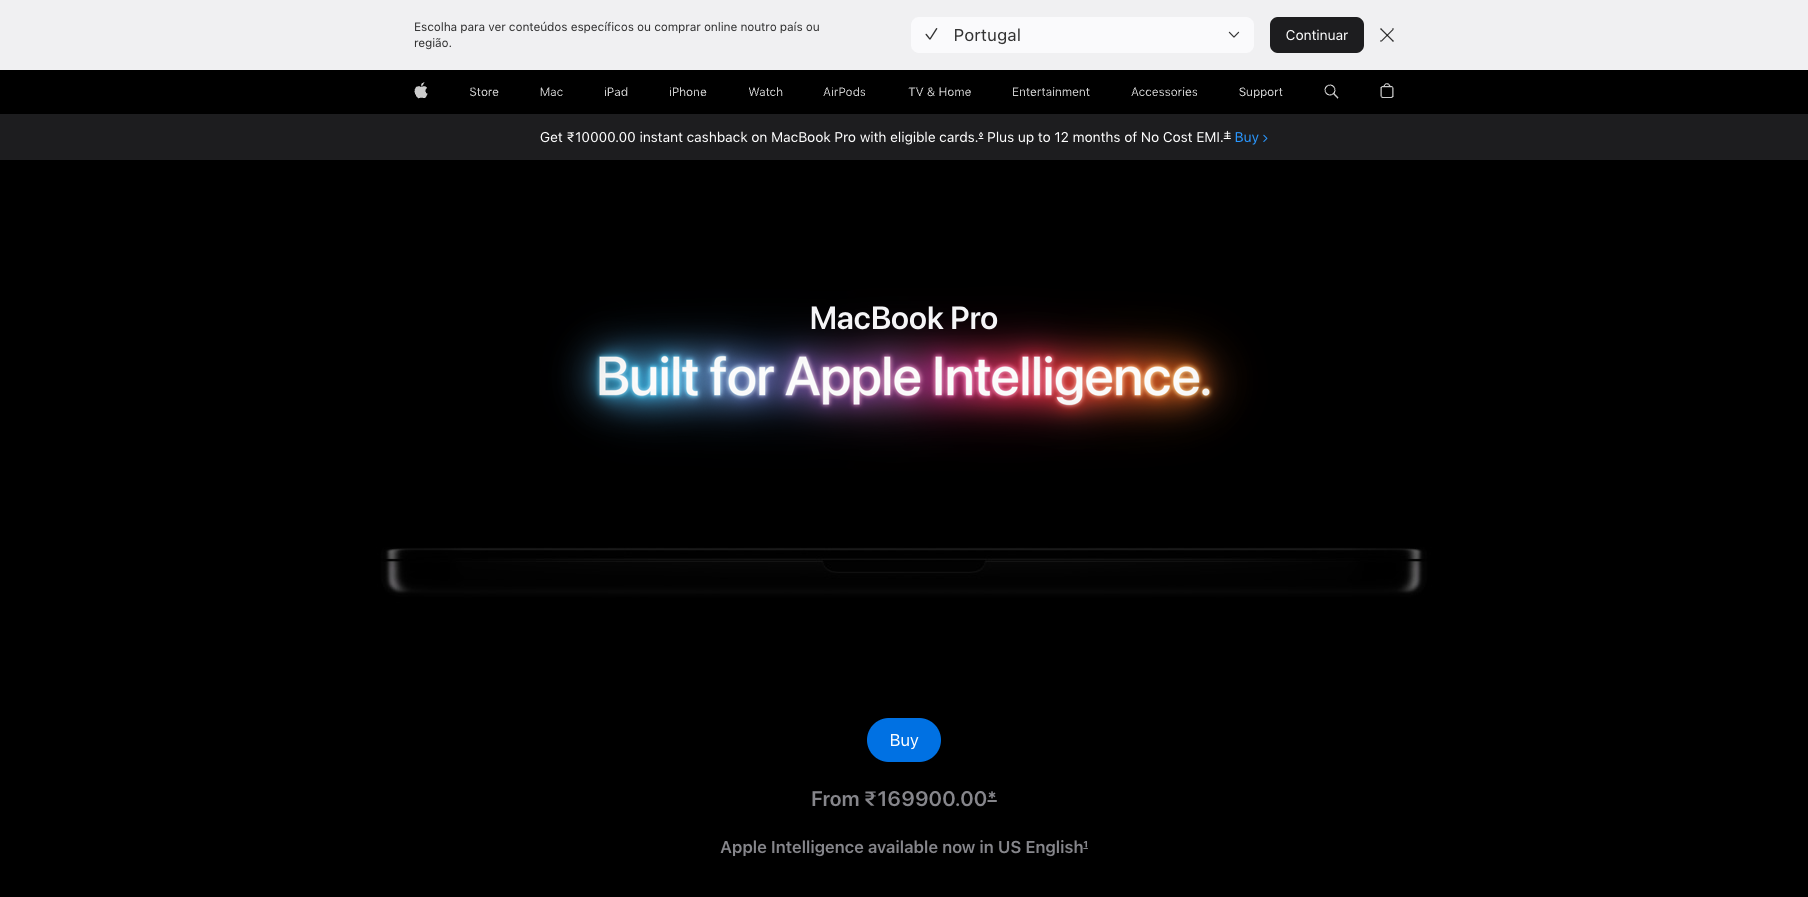 Escolha para ver conteúdos específicos ou comprar online noutro país ou
região.
Portugal
Continuar
Store Mac iPad iPhone Watch AirPods TV & Home Entertainment Accessories Support
Get ₹10000.00 instant cashback on MacBook Pro with eligible cards.◊ Plus up to 12 months of No Cost EMI.‡ Buy >
MacBook Pro
Built for Apple Intelligence.
Buy
From ₹169900.00*
Apple Intelligence available now in US English1